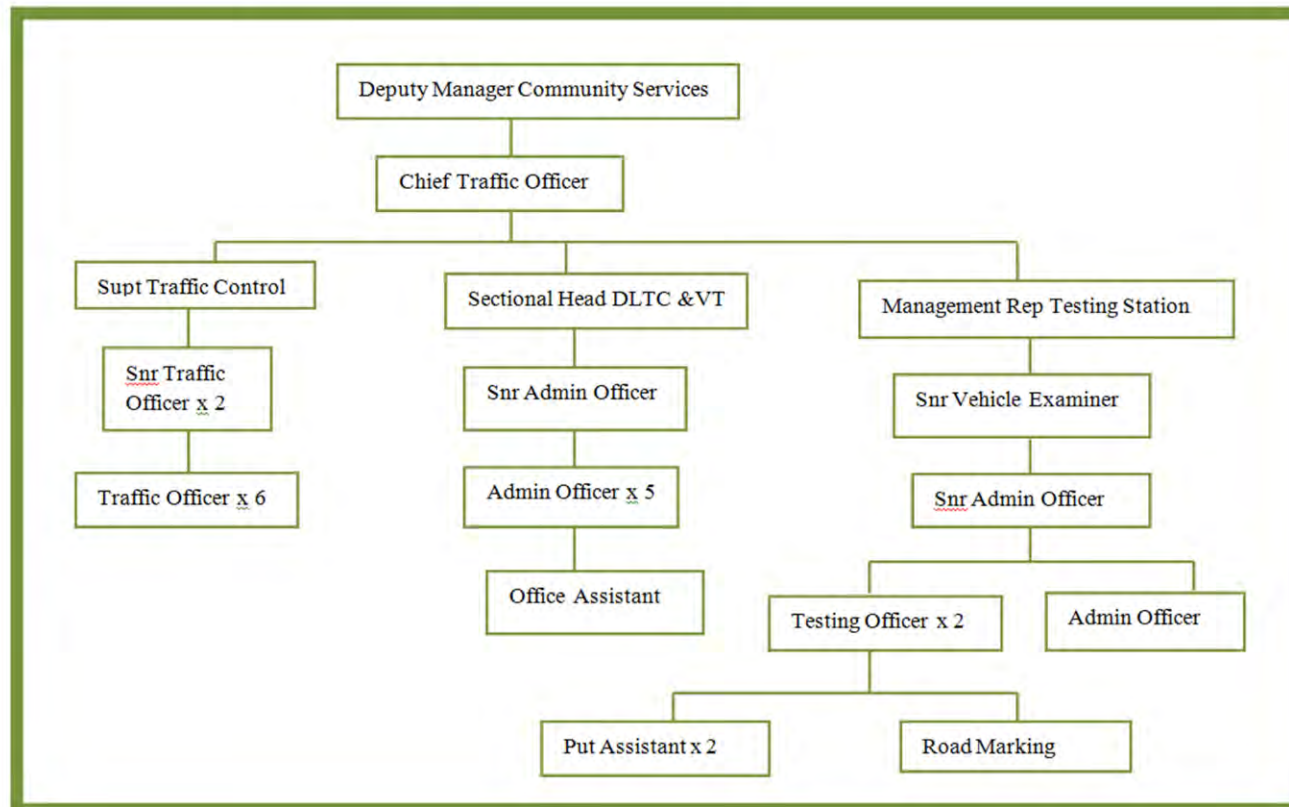 Deputy Manager Community Services
Chief Traffic Officer
Supt Traffic Control
Sectional Head DLTC &VT
Management Rep Testing Station
Snr Traffic
Officer x 2
Snr Admin Officer
Snr Vehicle Examiner
Traffic Officer x 6
Admin Officer x 5
Snr Admin Officer
Office Assistant
Testing Officer x 2
Admin Officer
Put Assistant x 2
Road Marking